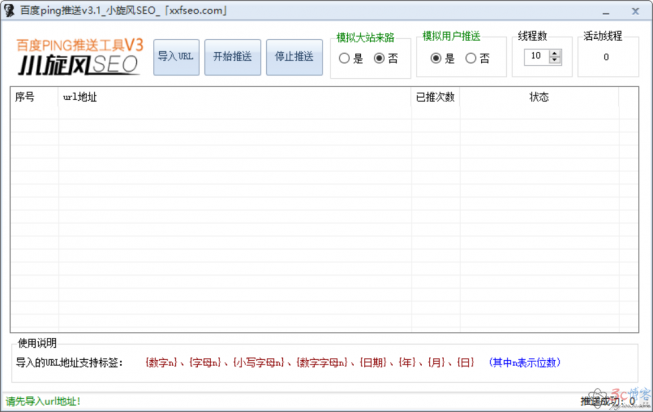 百度ping推送v3.1_小旋风SEO_「xxfseo.com」
百度PING推送工具V3
小旋风SEO
导入URL
开始推送
停止推送
模拟大站来路
是 否
模拟用户推送
是 否
线程数
10
活动线程
0
序号 url地址 已推次数 状态
使用说明
导入的URL地址支持标签: {数字n}、{字母n}、{小写字母n}、{数字字母n}、{日期}、{年}、{月}、{日} (其中n表示位数)
请先导入url地址!
推送成功: 0